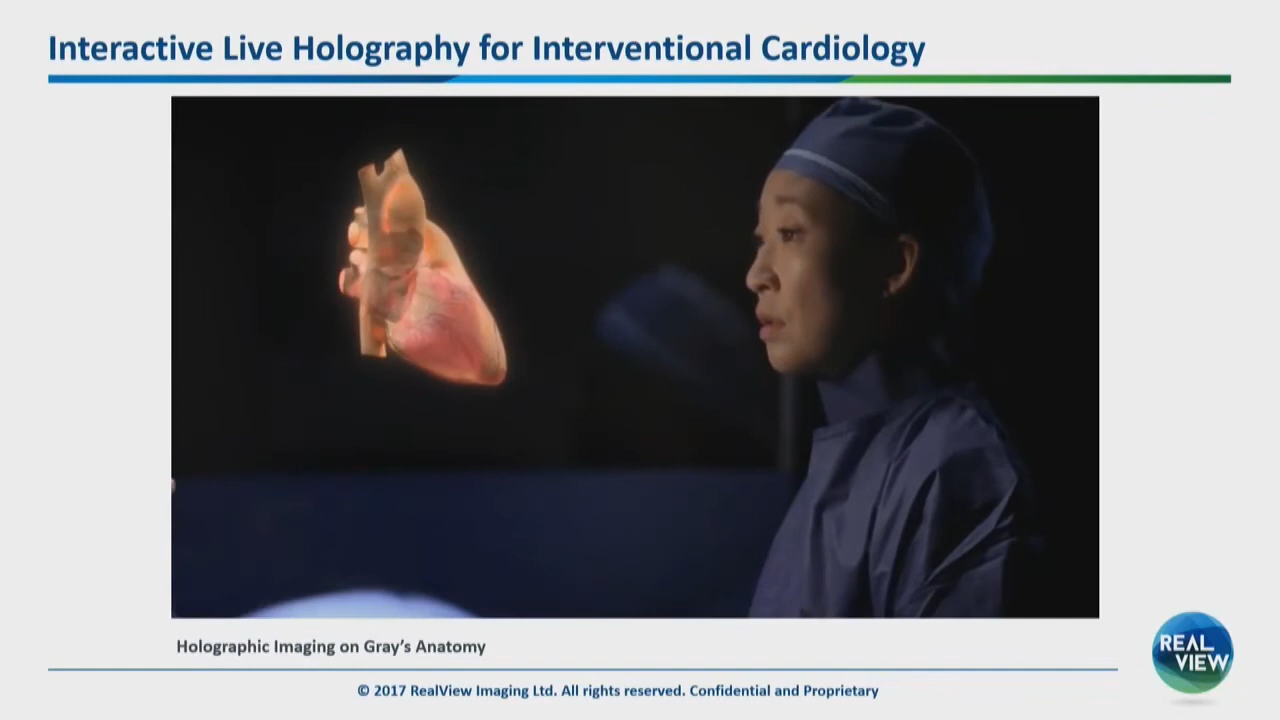 Interactive Live Holography for Interventional Cardiology
Holographic Imaging on Gray's Anatomy
REAL
VIEW
© 2017 RealView Imaging Ltd. All rights reserved. Confidential and Proprietary